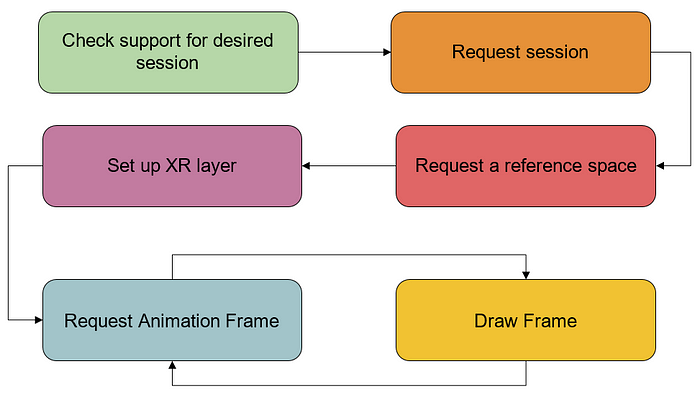 Check support for desired
session
Request session
Set up XR layer
Request a reference space
Request Animation Frame
Draw Frame